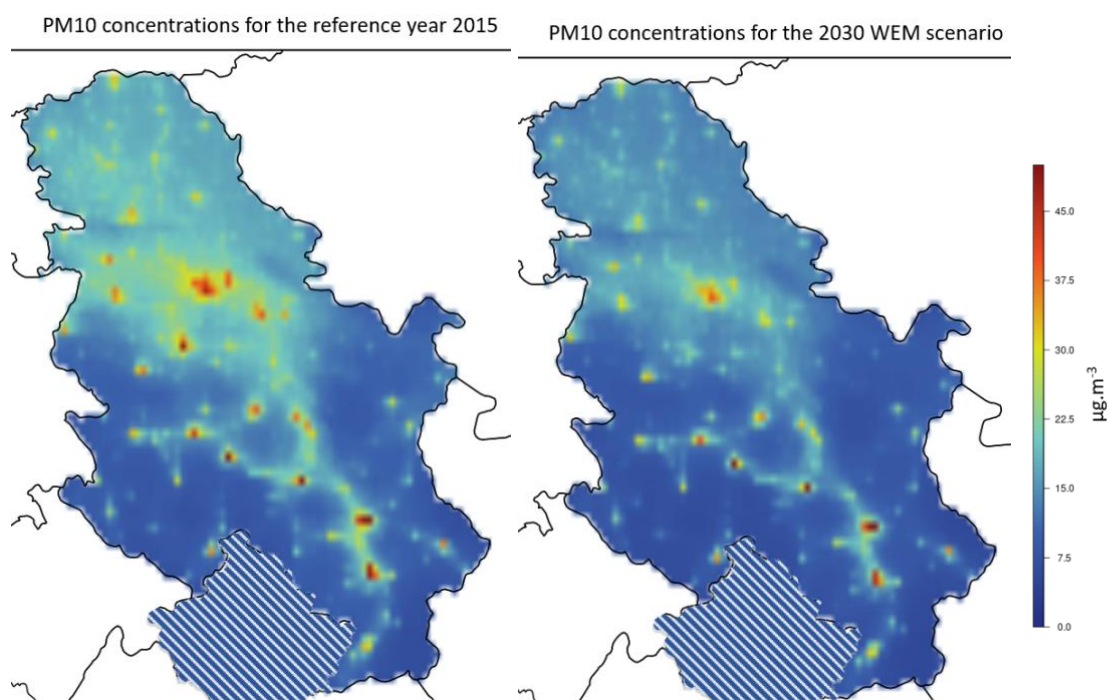 PM10 concentrations for the reference year 2015
PM10 concentrations for the 2030 WEM scenario
45.0
37.5
30.0
22.5
15.0
7.5
0.0
µg.m⁻³